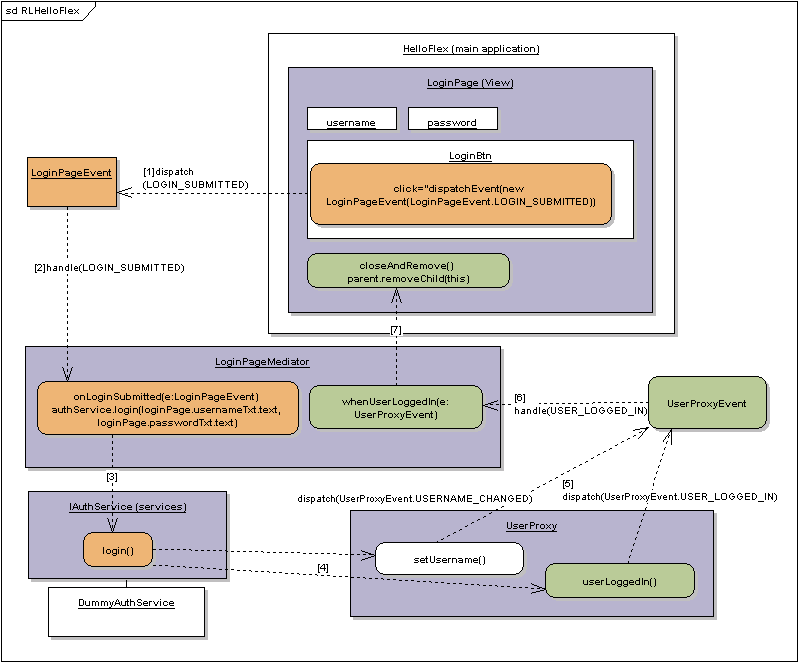 sd RLHelloFlex
HelloFlex (main application)
LoginPage (View)
username
password
LoginBtn
click="dispatchEvent(new
LoginPageEvent(LoginPageEvent.LOGIN_SUBMITTED))
LoginPageEvent
[1]dispatch
(LOGIN_SUBMITTED)
closeAndRemove()
parent.removeChild(this)
[2]handle(LOGIN_SUBMITTED)
[7]
LoginPageMediator
onLoginSubmitted(e:LoginPageEvent)
authService.login(loginPage.usernameTxt.text,
loginPage.passwordTxt.text)
whenUserLoggedIn(e:
UserProxyEvent)
[6]
handle(USER_LOGGED_IN)
UserProxyEvent
[3]
[5]
dispatch(UserProxyEvent.USERNAME_CHANGED)
dispatch(UserProxyEvent.USER_LOGGED_IN)
IAuthService (services)
login()
UserProxy
setUsername()
[4]
userLoggedIn()
DummyAuthService